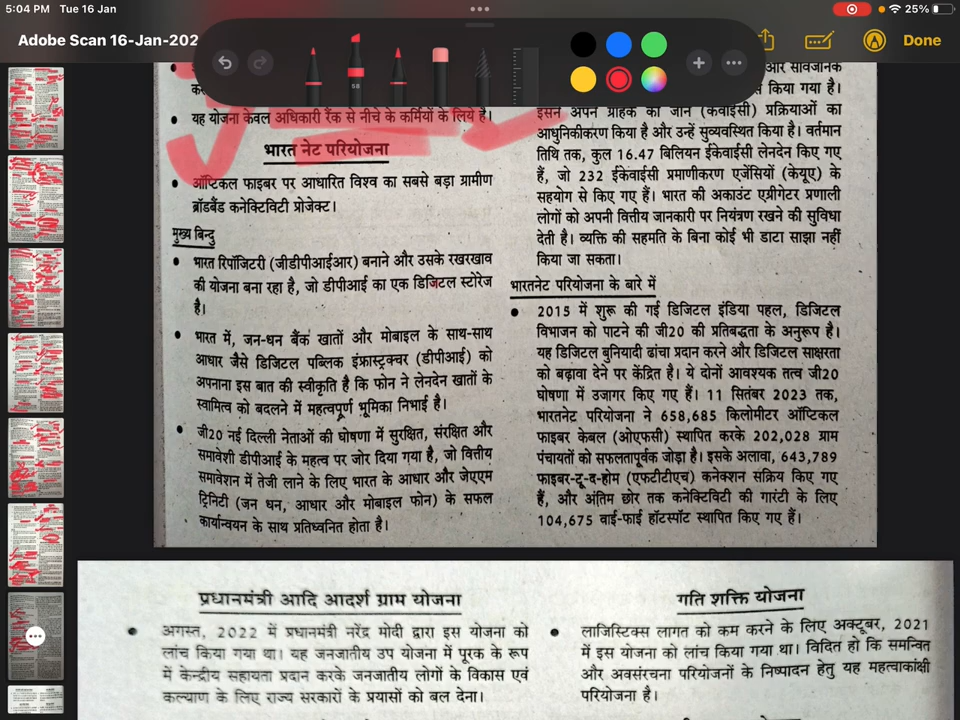 5:04 PM Tue 16 Jan
25%
Adobe Scan 16-Jan-202
Done
58
यह योजना केवल अधिकारी रैंक से नीचे के कर्मियों के लिये है।
भारत नेट परियोजना
ऑप्टिकल फाइबर पर आधारित विश्व का सबसे बड़ा ग्रामीण
ब्रॉडबैंड कनेक्टिविटी प्रोजेक्ट।
मुख्य बिन्दु
भारत रिपॉजिटरी (जीडीपीआईआर) बनाने और उसके रखरखाव
की योजना बना रहा है, जो डीपीआई का एक डिजिटल स्टोरेज
है।
भारत में, जन-धन बैंक खातों और मोबाइल के साथ-साथ
आधार जैसे डिजिटल पब्लिक इंफ्रास्ट्रक्चर (डीपीआई) को
अपनाना इस बात की स्वीकृति है कि फोन ने लेनदेन खातों के
स्वामित्व को बदलने में महत्वपूर्ण भूमिका निभाई है।
जी20 नई दिल्ली नेताओं की घोषणा में सुरक्षित, संरक्षित और
समावेशी डीपीआई के महत्व पर जोर दिया गया है, जो वित्तीय
समावेशन में तेजी लाने के लिए भारत के आधार और जेएएम
ट्रिनिटी (जन धन, आधार और मोबाइल फोन) के सफल
कार्यान्वयन के साथ प्रतिध्वनित होता है।
और सार्वजनिक
किया गया है।
इसने अपने ग्राहक को जानें (केवाईसी) प्रक्रियाओं का
आधुनिकीकरण किया है और उन्हें सुव्यवस्थित किया है। वर्तमान
तिथि तक, कुल 16.47 बिलियन ईकेवाईसी लेनदेन किए गए
हैं, जो 232 ईकेवाईसी प्रमाणीकरण एजेंसियों (केयूए) के
सहयोग से किए गए हैं। भारत की अकाउंट एग्रीगेटर प्रणाली
लोगों को अपनी वित्तीय जानकारी पर नियंत्रण रखने की सुविधा
देती है। व्यक्ति की सहमति के बिना कोई भी डाटा साझा नहीं
किया जा सकता।
भारतनेट परियोजना के बारे में
2015 में शुरू की गई डिजिटल इंडिया पहल, डिजिटल
विभाजन को पाटने की जी20 की प्रतिबद्धता के अनुरूप है।
यह डिजिटल बुनियादी ढांचा प्रदान करने और डिजिटल साक्षरता
को बढ़ावा देने पर केंद्रित है। ये दोनों आवश्यक तत्व जी20
घोषणा में उजागर किए गए हैं। 11 सितंबर 2023 तक,
भारतनेट परियोजना ने 658,685 किलोमीटर ऑप्टिकल
फाइबर केबल (ओएफसी) स्थापित करके 202,028 ग्राम
पंचायतों को सफलतापूर्वक जोड़ा है। इसके अलावा, 643,789
फाइबर-टू-द-होम (एफटीटीएच) कनेक्शन सक्रिय किए गए
हैं, और अंतिम छोर तक कनेक्टिविटी की गारंटी के लिए
104,675 वाई-फाई हॉटस्पॉट स्थापित किए गए हैं।
प्रधानमंत्री आदि आदर्श ग्राम योजना
अगस्त, 2022 में प्रधानमंत्री नरेंद्र मोदी द्वारा इस योजना को
लांच किया गया था। यह जनजातीय उप योजना में पूरक के रूप
में केन्द्रीय सहायता प्रदान करके जनजातीय लोगों के विकास एवं
कल्याण के लिए राज्य सरकारों के प्रयासों को बल देना।
गति शक्ति योजना
लाजिस्टिक्स लागत को कम करने के लिए अक्टूबर, 2021
में इस योजना को लांच किया गया था। विदित हो कि समन्वित
और अवसंरचना परियोजनों के निष्पादन हेतु यह महत्वाकांक्षी
परियोजना है।